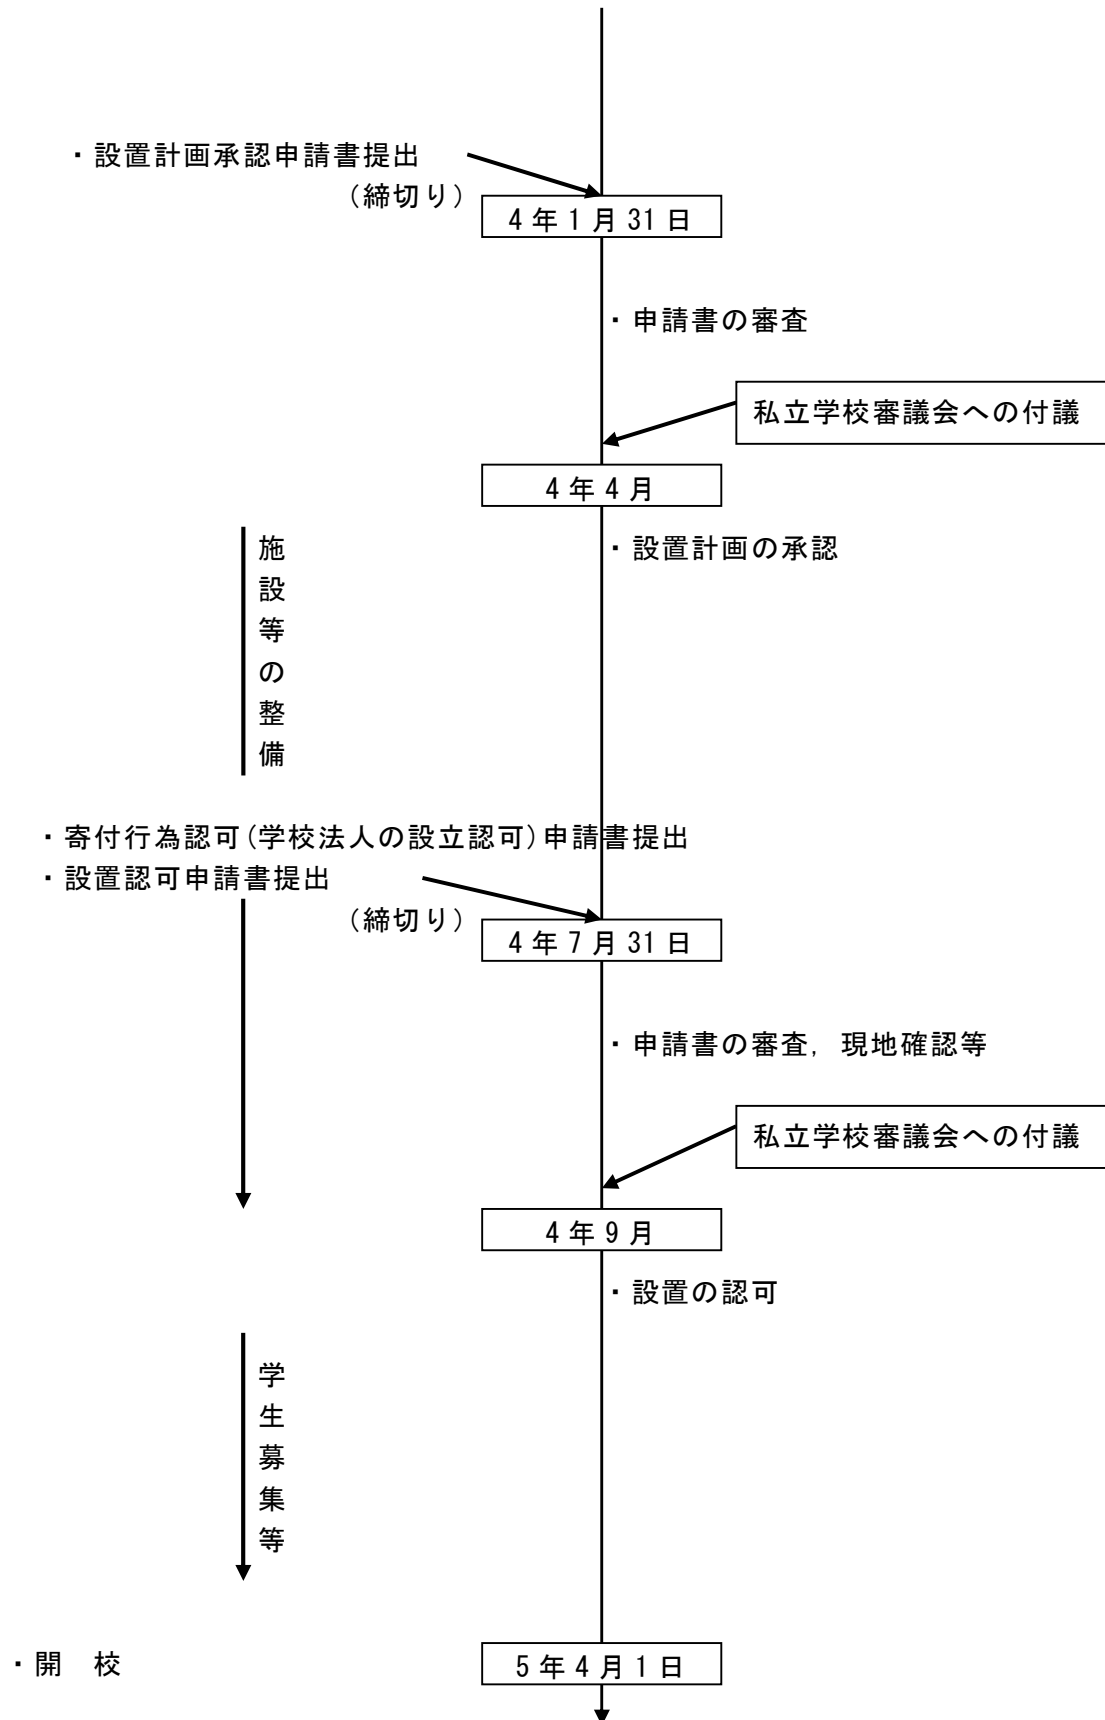 ・設置計画承認申請書提出
（締切り）
4年1月31日
・申請書の審査
私立学校審議会への付議
4年4月
・設置計画の承認
施設等の整備
・寄付行為認可(学校法人の設立認可)申請書提出
・設置認可申請書提出
（締切り）
4年7月31日
・申請書の審査，現地確認等
私立学校審議会への付議
4年9月
・設置の認可
学生募集等
・開　校
5年4月1日